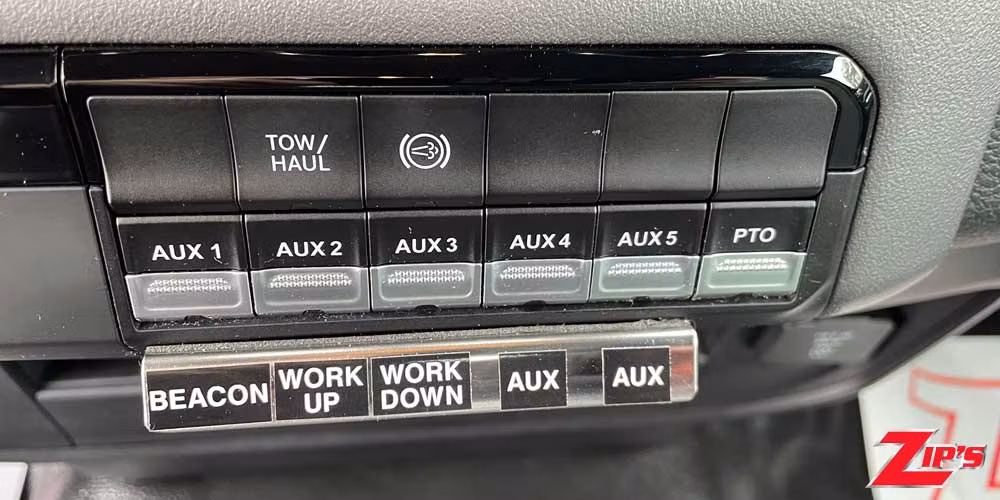 TOW/
HAUL
AUX 1
AUX 2
AUX 3
AUX 4
AUX 5
PTO
BEACON
WORK
UP
WORK
DOWN
AUX
AUX
ZIP'S